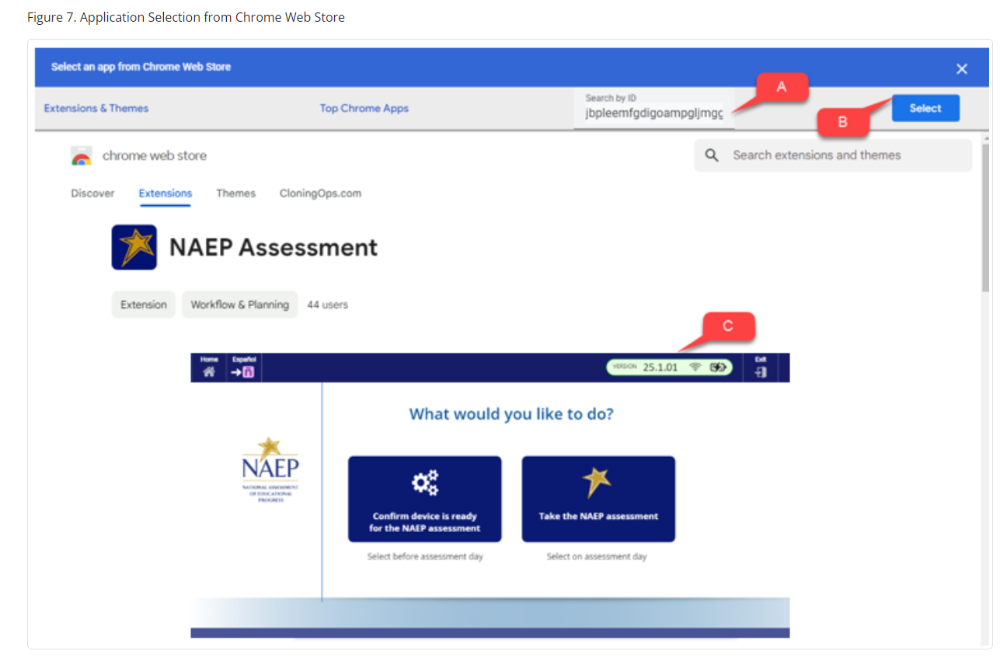 Figure 7. Application Selection from Chrome Web Store
Select an app from Chrome Web Store
Extensions & Themes
Top Chrome Apps
Search by ID
jbpleemfgdigoampgljmgg
A
B
Select
chrome web store
Search extensions and themes
Discover
Extensions
Themes
CloningOps.com
NAEP Assessment
Extension
Workflow & Planning
44 users
C
Home
Español
VERSION 25.1.01
Exit
What would you like to do?
NAEP
NATIONAL ASSESSMENT
OF EDUCATIONAL
PROGRESS
Confirm device is ready
for the NAEP assessment
Take the NAEP assessment
Select before assessment day
Select on assessment day